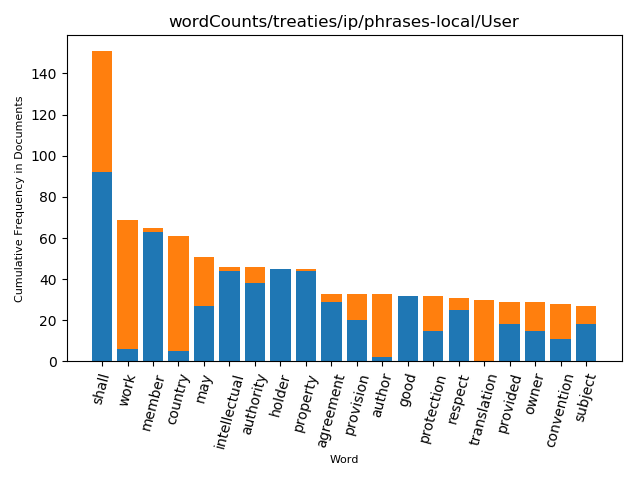 wordCounts/treaties/ip/phrases-local/User
Cumulative Frequency in Documents
140
120
100
80
60
40
20
0
shall
work
member
country
may
intellectual
authority
holder
property
agreement
provision
author
good
protection
respect
translation
provided
owner
convention
subject
Word